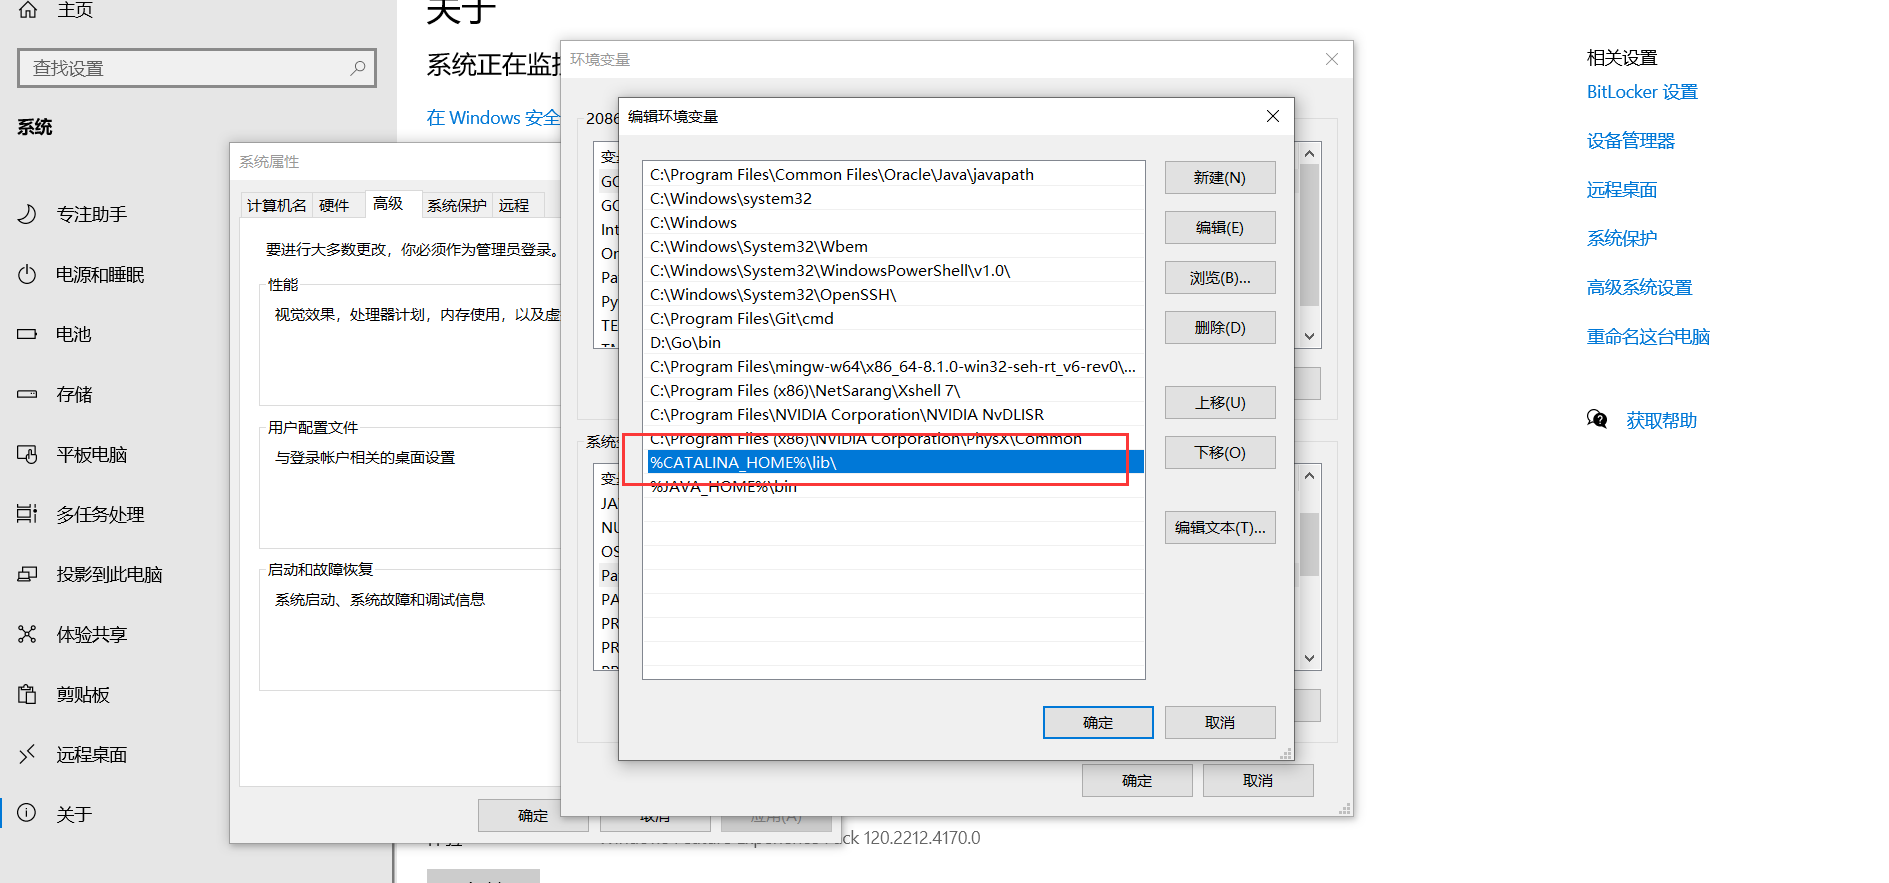 主页
查找设置
系统
专注助手
电源和睡眠
电池
存储
平板电脑
多任务处理
投影到此电脑
体验共享
剪贴板
远程桌面
关于
关于
系统正在监
在 Windows 安全
系统属性
计算机名
硬件
高级
系统保护
远程
要进行大多数更改，你必须作为管理员登录。
性能
视觉效果，处理器计划，内存使用，以及虚
用户配置文件
与登录帐户相关的桌面设置
启动和故障恢复
系统启动、系统故障和调试信息
确定
取消
应用(A)
环境变量
2086
变
GO
GO
Int
On
Pa
Py
TE
系统
变
JA
NU
OS
Pa
PA
PR
PR
确定
取消
编辑环境变量
C:\Program Files\Common Files\Oracle\Java\javapath
C:\Windows\system32
C:\Windows
C:\Windows\System32\Wbem
C:\Windows\System32\WindowsPowerShell\v1.0\
C:\Windows\System32\OpenSSH\
C:\Program Files\Git\cmd
D:\Go\bin
C:\Program Files\mingw-w64\x86_64-8.1.0-win32-seh-rt_v6-rev0\...
C:\Program Files (x86)\NetSarang\Xshell 7\
C:\Program Files\NVIDIA Corporation\NVIDIA NvDLISR
C:\Program Files (x86)\NVIDIA Corporation\PhysX\Common
%CATALINA_HOME%\lib\
%JAVA_HOME%\bin
新建(N)
编辑(E)
浏览(B)...
删除(D)
上移(U)
下移(O)
编辑文本(T)...
确定
取消
体验
Windows Feature Experience Pack 120.2212.4170.0
相关设置
BitLocker 设置
设备管理器
远程桌面
系统保护
高级系统设置
重命名这台电脑
获取帮助